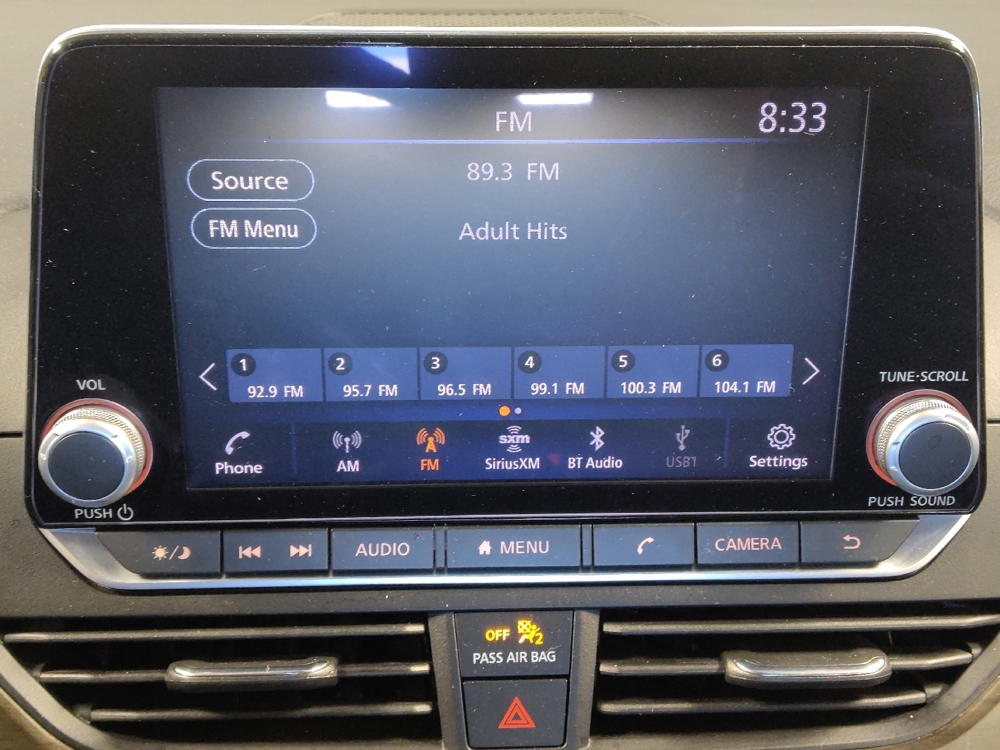 FM
8:33
Source
89.3 FM
FM Menu
Adult Hits
1 2 3 4 5 6
92.9 FM 95.7 FM 96.5 FM 99.1 FM 100.3 FM 104.1 FM
VOL
TUNE·SCROLL
sxm
Phone AM FM SiriusXM BT Audio USB1 Settings
PUSH
PUSH SOUND
AUDIO MENU CAMERA
OFF 2
PASS AIR BAG